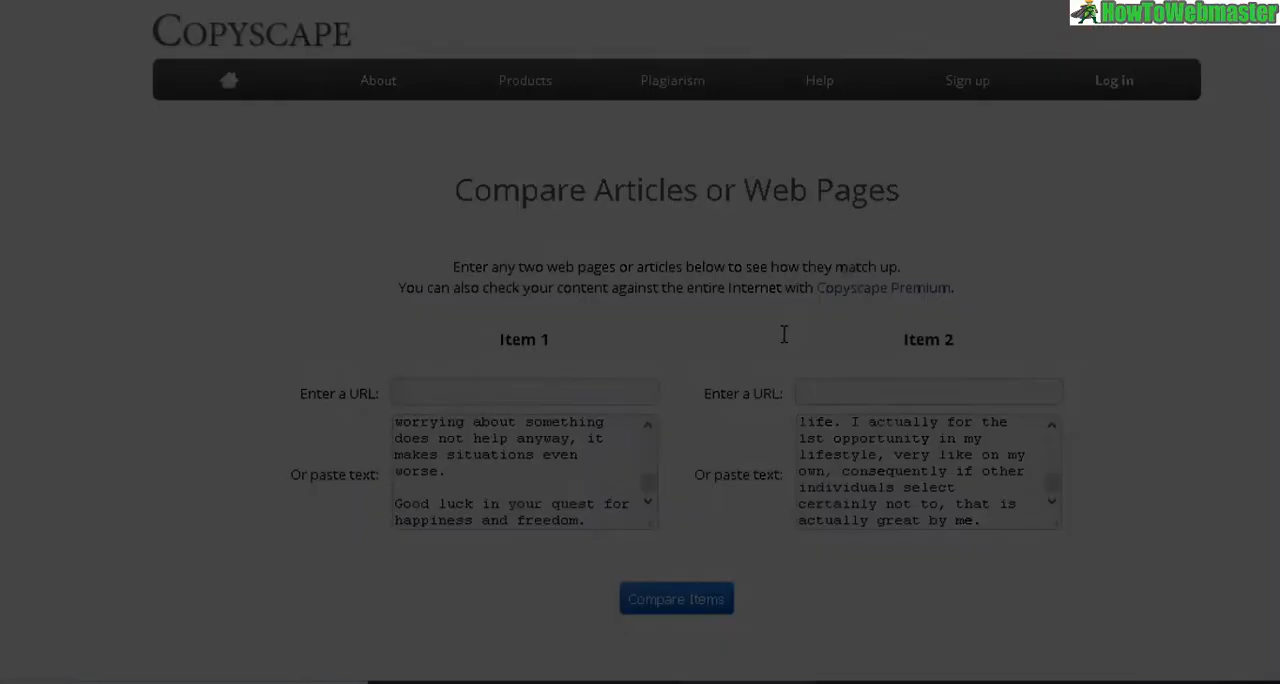 HowToWebmaster
COPYSCAPE
About Products Plagiarism Help Sign up Log in
Compare Articles or Web Pages
Enter any two web pages or articles below to see how they match up.
You can also check your content against the entire Internet with Copyscape Premium.
Item 1 Item 2
Enter a URL: Enter a URL:
Or paste text:
worrying about something
does not help anyway, it
makes situations even
worse.
Good luck in your quest for
happiness and freedom.
Or paste text:
life. I actually for the
1st opportunity in my
lifestyle, very like on my
own, consequently if other
individuals select
certainly not to, that is
actually great by me.
Compare Items